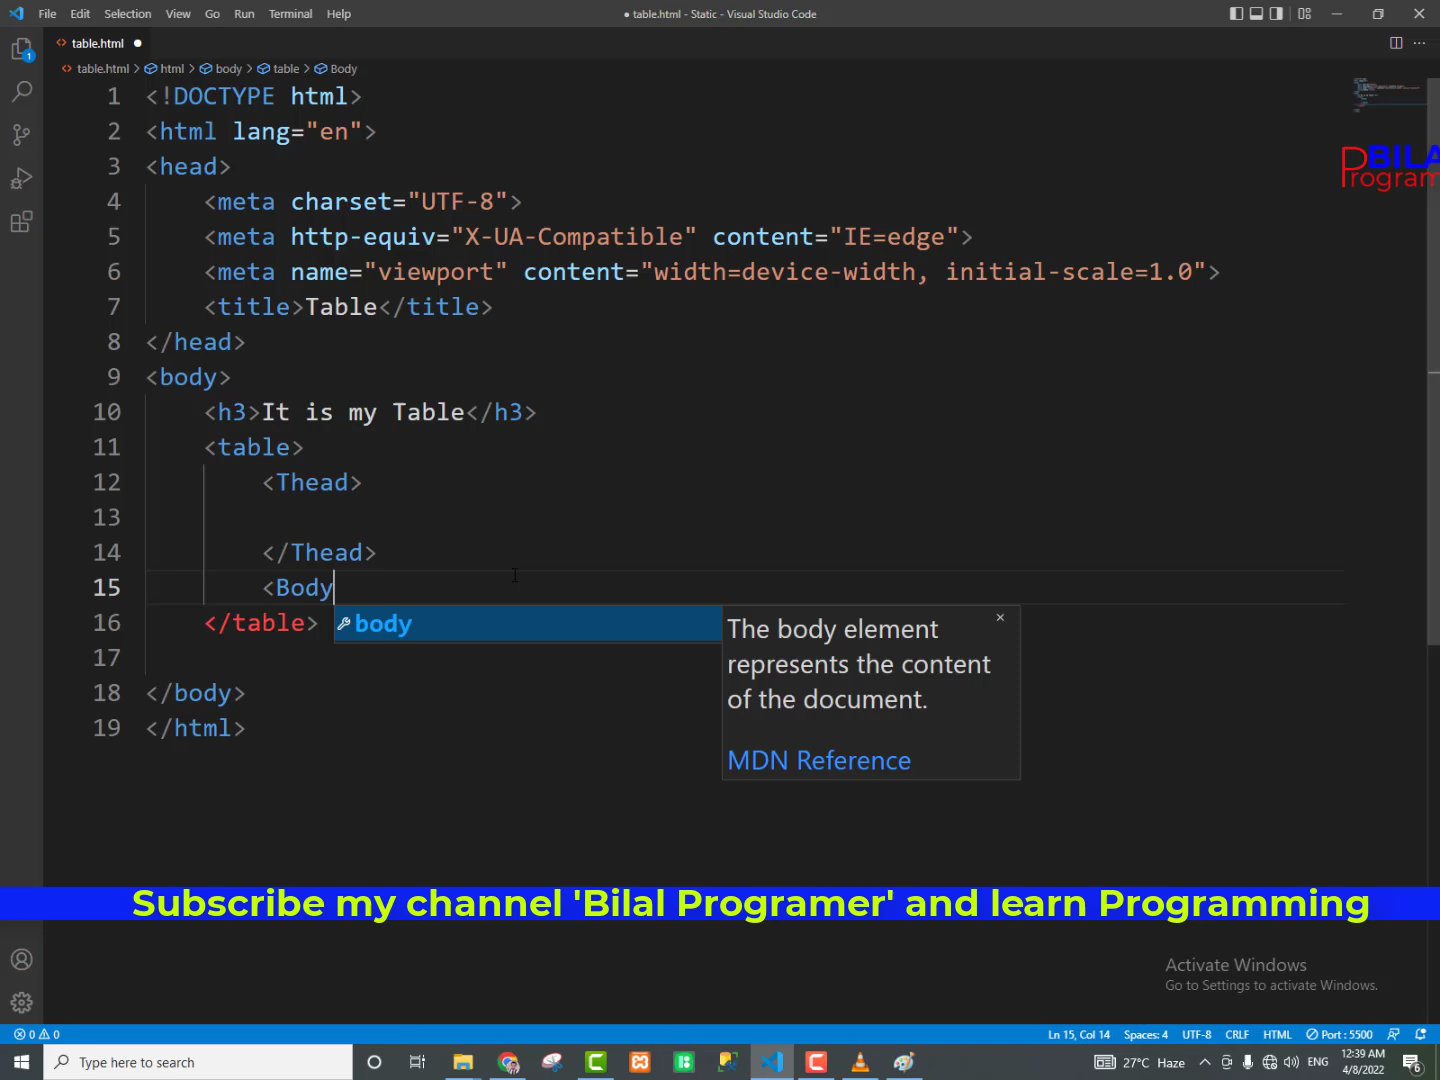 File Edit Selection View Go Run Terminal Help
● table.html - Static - Visual Studio Code
table.html
table.html > html > body > table > Body
1 <!DOCTYPE html>
2 <html lang="en">
3 <head>
4 <meta charset="UTF-8">
5 <meta http-equiv="X-UA-Compatible" content="IE=edge">
6 <meta name="viewport" content="width=device-width, initial-scale=1.0">
7 <title>Table</title>
8 </head>
9 <body>
10 <h3>It is my Table</h3>
11 <table>
12 <Thead>
13
14 </Thead>
15 <Body
16 </table>
17
18 </body>
19 </html>
body
The body element
represents the content
of the document.
MDN Reference
BILA
Program
1
Subscribe my channel 'Bilal Programer' and learn Programming
Activate Windows
Go to Settings to activate Windows.
0 0 Ln 15, Col 14 Spaces: 4 UTF-8 CRLF HTML Port : 5500
Type here to search
27°C Haze ENG 12:39 AM
4/8/2022
6